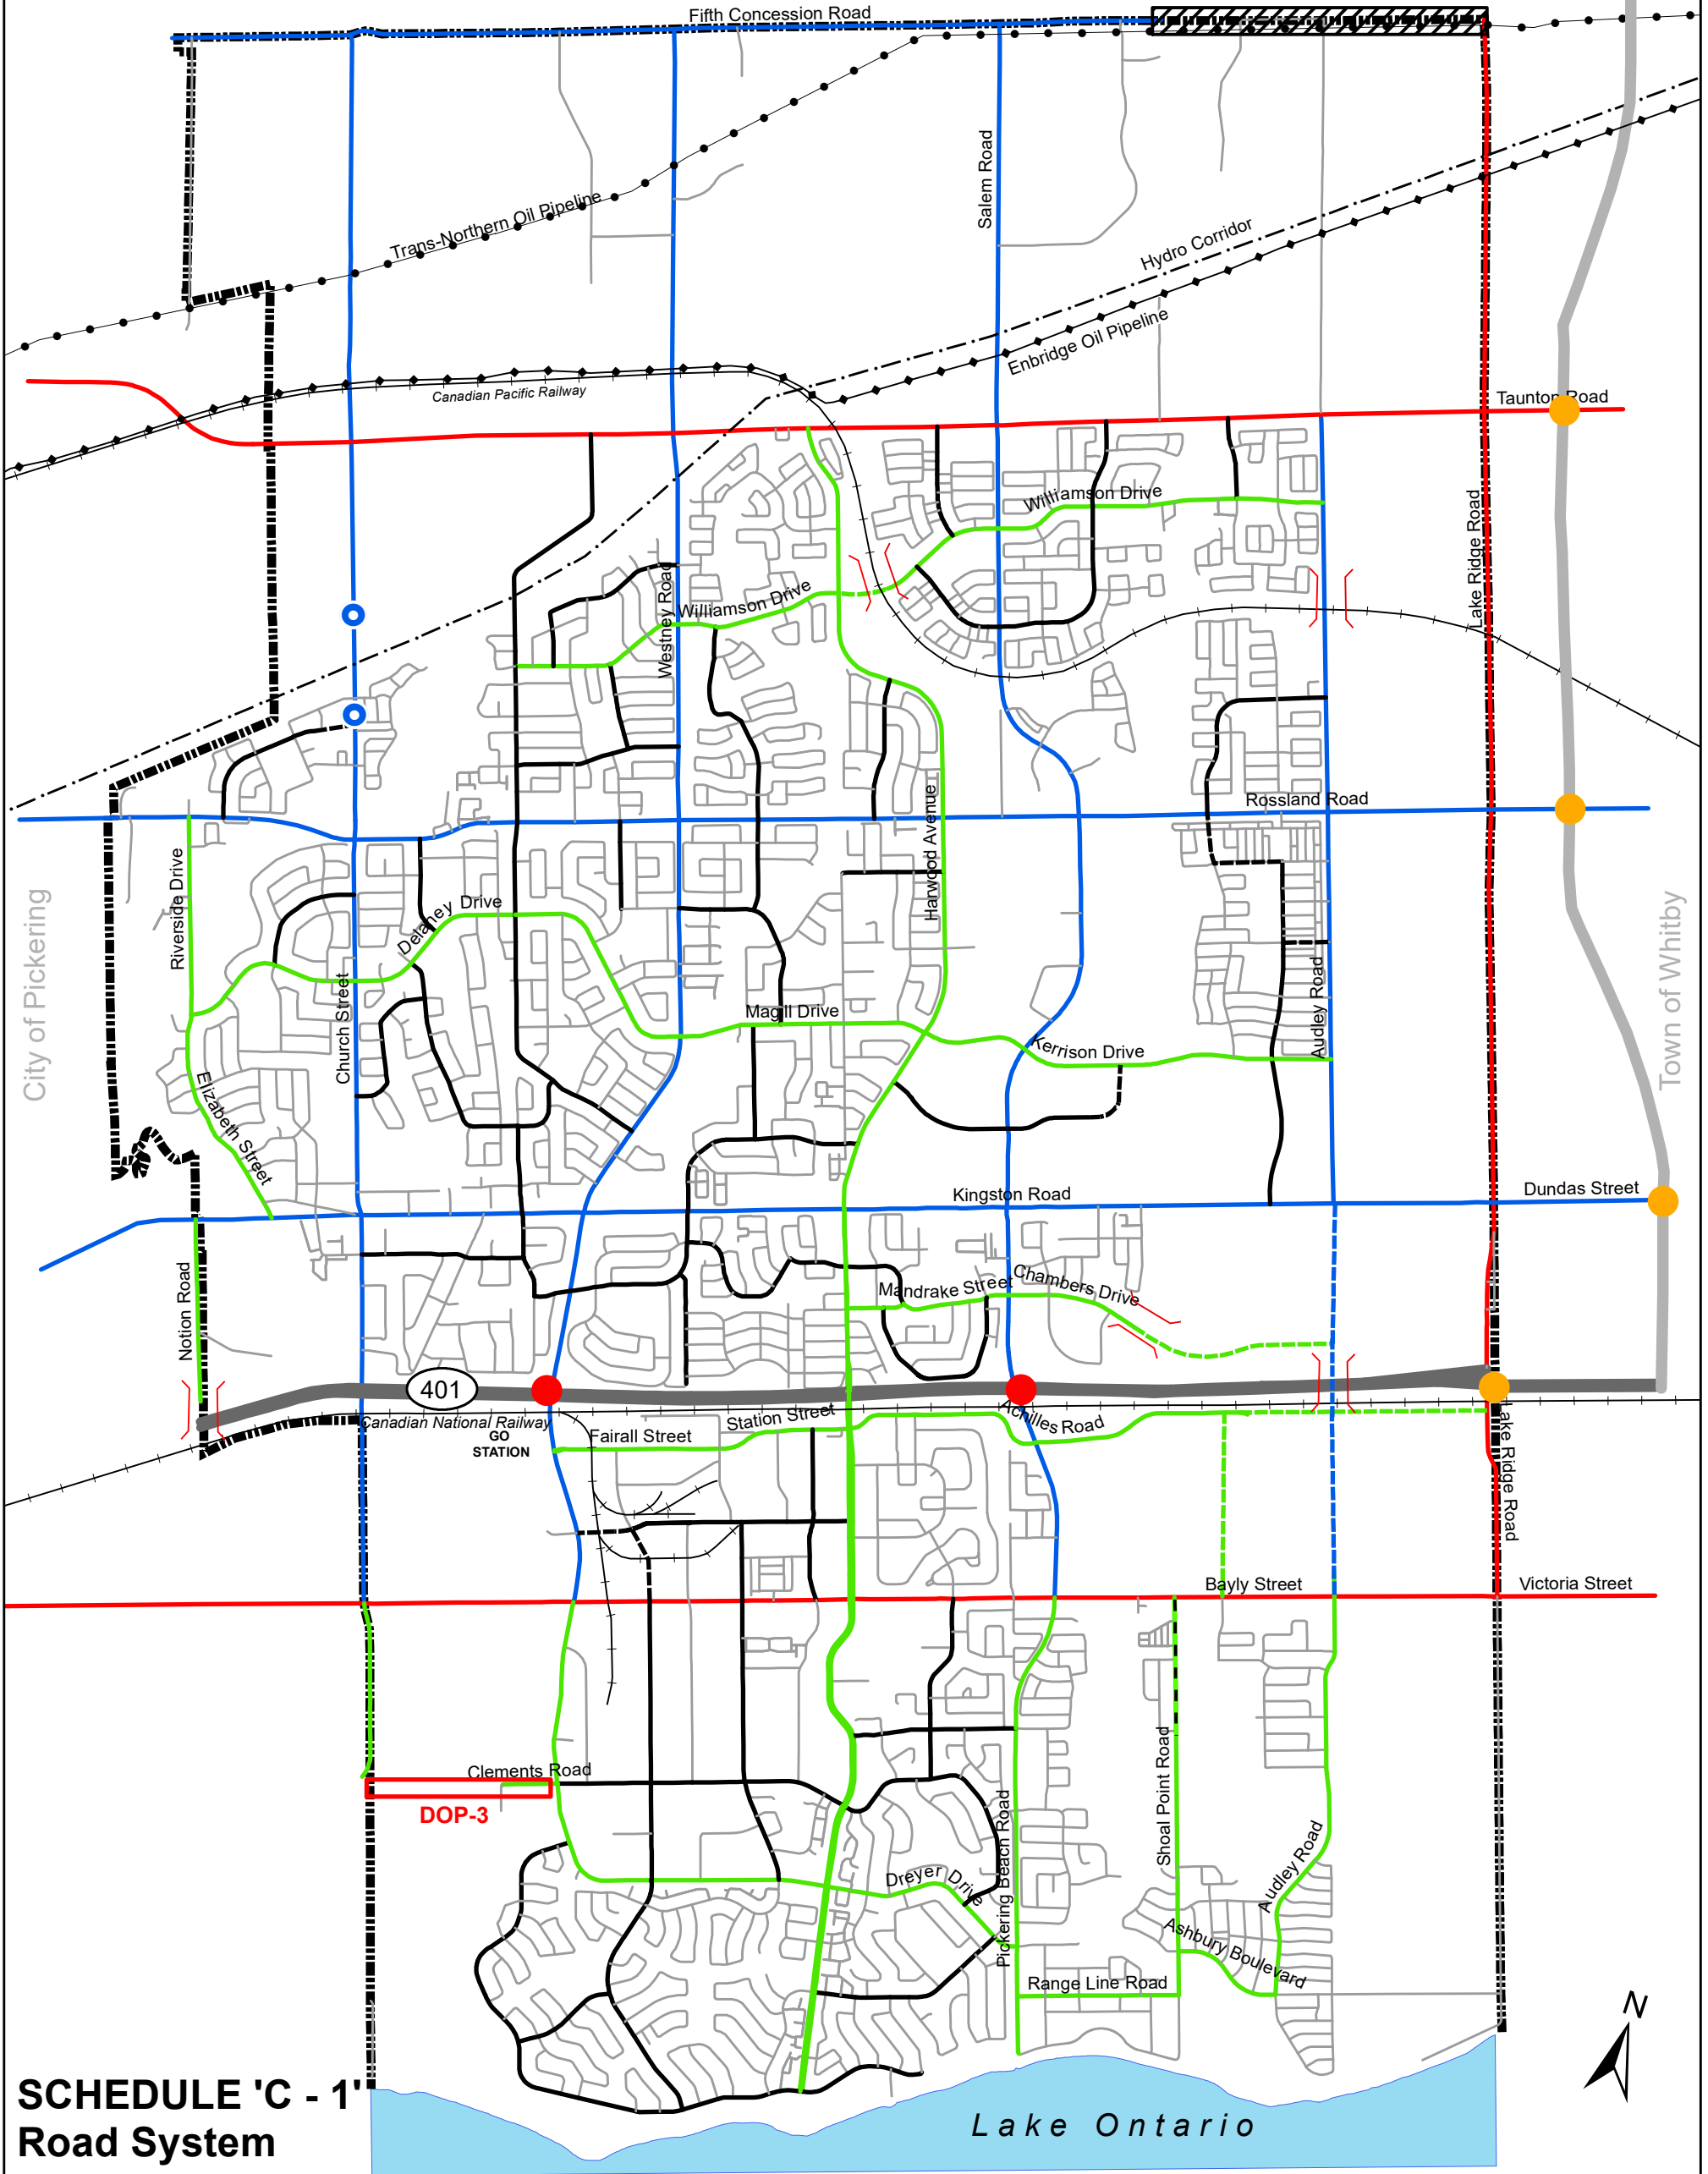 Fifth Concession Road
Salem Road
Trans-Northern Oil Pipeline
Hydro Corridor
Enbridge Oil Pipeline
Canadian Pacific Railway
Taunton Road
Williamson Drive
Lake Ridge Road
Westney Road
Williamson Drive
Rossland Road
Harwood Avenue
Riverside Drive
Delaney Drive
City of Pickering
Town of Whitby
Church Street
Audley Road
Magill Drive
Kerrison Drive
Elizabeth Street
Kingston Road
Dundas Street
Notion Road
Mandrake Street
Chambers Drive
401
Canadian National Railway
GO
STATION
Fairall Street
Station Street
Achilles Road
Lake Ridge Road
Bayly Street
Victoria Street
Clements Road
DOP-3
Shoal Point Road
Pickering Beach Road
Dreyer Drive
Audley Road
Ashbury Boulevard
Range Line Road
N
SCHEDULE 'C - 1'
Road System
Lake Ontario